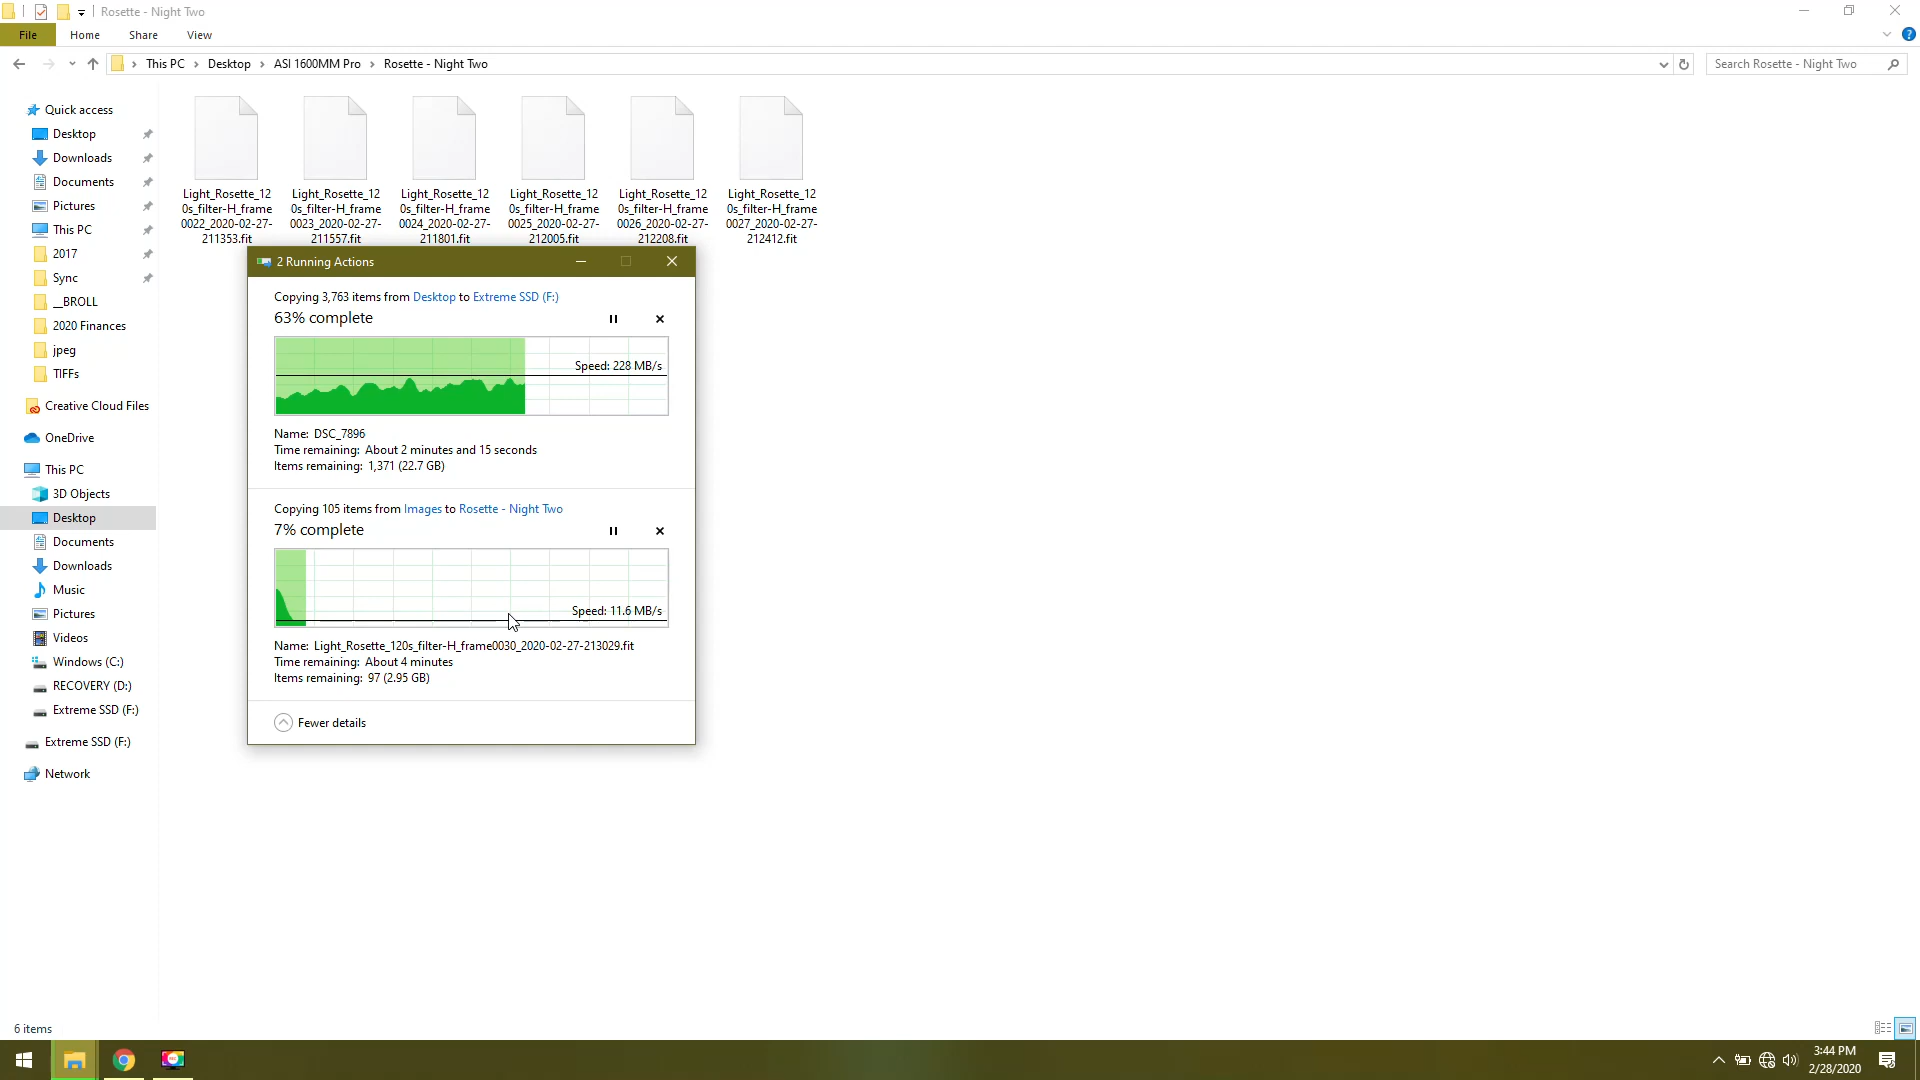 Rosette - Night Two
File
Home
Share
View
This PC
Desktop
ASI 1600MM Pro
Rosette - Night Two
Search Rosette - Night Two
Quick access
Desktop
Downloads
Documents
Pictures
This PC
2017
Sync
__BROLL
2020 Finances
jpeg
TIFFs
Creative Cloud Files
OneDrive
This PC
3D Objects
Desktop
Documents
Downloads
Music
Pictures
Videos
Windows (C:)
RECOVERY (D:)
Extreme SSD (F:)
Extreme SSD (F:)
Network
Light_Rosette_12
0s_filter-H_frame
0022_2020-02-27-
211353.fit
Light_Rosette_12
0s_filter-H_frame
0023_2020-02-27-
211557.fit
Light_Rosette_12
0s_filter-H_frame
0024_2020-02-27-
211801.fit
Light_Rosette_12
0s_filter-H_frame
0025_2020-02-27-
212005.fit
Light_Rosette_12
0s_filter-H_frame
0026_2020-02-27-
212208.fit
Light_Rosette_12
0s_filter-H_frame
0027_2020-02-27-
212412.fit
2 Running Actions
Copying 3,763 items from Desktop to Extreme SSD (F:)
63% complete
Speed: 228 MB/s
Name: DSC_7896
Time remaining: About 2 minutes and 15 seconds
Items remaining: 1,371 (22.7 GB)
Copying 105 items from Images to Rosette - Night Two
7% complete
Speed: 11.6 MB/s
Name: Light_Rosette_120s_filter-H_frame0030_2020-02-27-213029.fit
Time remaining: About 4 minutes
Items remaining: 97 (2.95 GB)
Fewer details
6 items
3:44 PM
2/28/2020